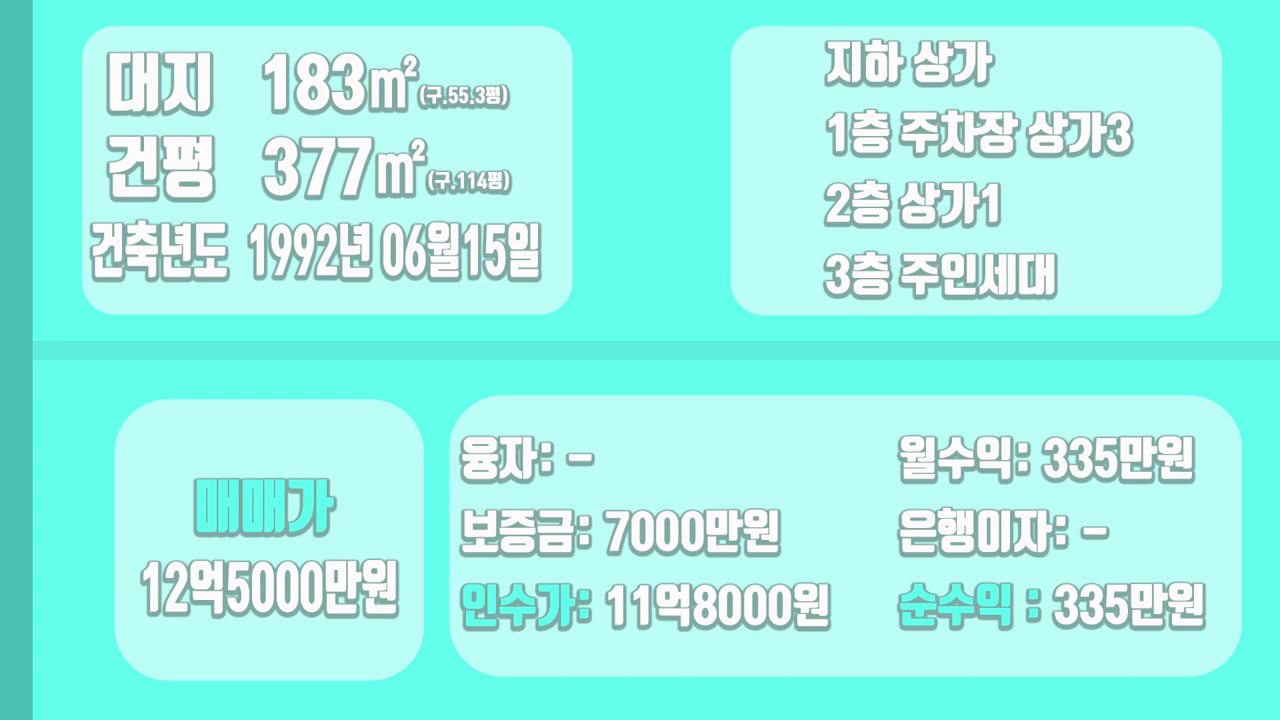 대지 183㎡(구.55.3평)
건평 377㎡(구.114평)
건축년도 1992년 06월15일
지하 상가
1층 주차장 상가3
2층 상가1
3층 주인세대
매매가
12억5000만원
융자: -
보증금: 7000만원
인수가: 11억8000원
월수익: 335만원
은행이자: -
순수익 : 335만원